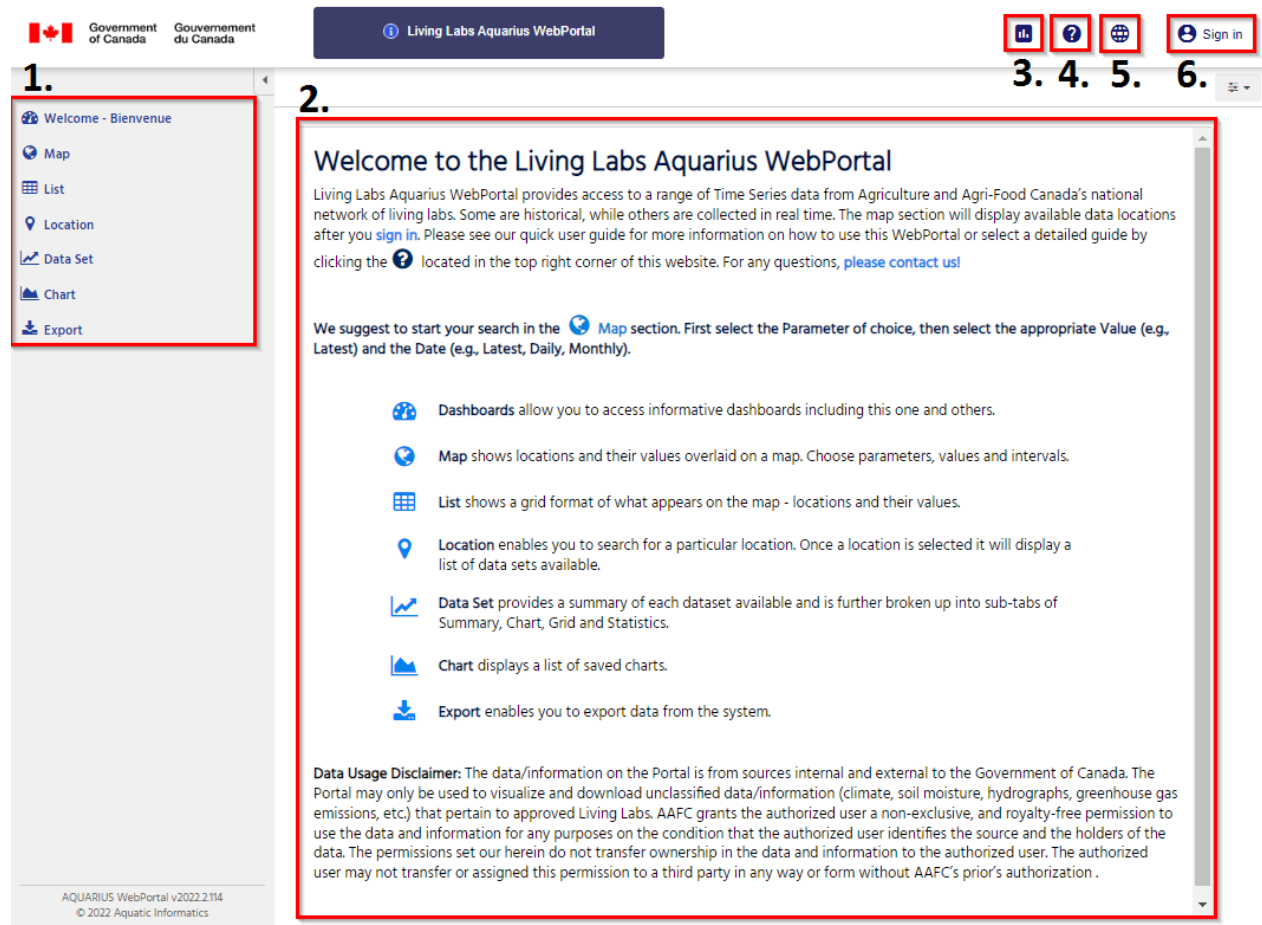 Government
of Canada
Gouvernement
du Canada
Living Labs Aquarius WebPortal
Sign in
1.
2.
3.
4.
5.
6.
Welcome - Bienvenue
Map
List
Location
Data Set
Chart
Export
Welcome to the Living Labs Aquarius WebPortal
Living Labs Aquarius WebPortal provides access to a range of Time Series data from Agriculture and Agri-Food Canada's national
network of living labs. Some are historical, while others are collected in real time. The map section will display available data locations
after you sign in. Please see our quick user guide for more information on how to use this WebPortal or select a detailed guide by
clicking the ? located in the top right corner of this website. For any questions, please contact us!
We suggest to start your search in the Map section. First select the Parameter of choice, then select the appropriate Value (e.g.,
Latest) and the Date (e.g., Latest, Daily, Monthly).
Dashboards allow you to access informative dashboards including this one and others.
Map shows locations and their values overlaid on a map. Choose parameters, values and intervals.
List shows a grid format of what appears on the map - locations and their values.
Location enables you to search for a particular location. Once a location is selected it will display a
list of data sets available.
Data Set provides a summary of each dataset available and is further broken up into sub-tabs of
Summary, Chart, Grid and Statistics.
Chart displays a list of saved charts.
Export enables you to export data from the system.
Data Usage Disclaimer: The data/information on the Portal is from sources internal and external to the Government of Canada. The
Portal may only be used to visualize and download unclassified data/information (climate, soil moisture, hydrographs, greenhouse gas
emissions, etc.) that pertain to approved Living Labs. AAFC grants the authorized user a non-exclusive, and royalty-free permission to
use the data and information for any purposes on the condition that the authorized user identifies the source and the holders of the
data. The permissions set our herein do not transfer ownership in the data and information to the authorized user. The authorized
user may not transfer or assigned this permission to a third party in any way or form without AAFC's prior's authorization .
AQUARIUS WebPortal v2022.2.114
© 2022 Aquatic Informatics